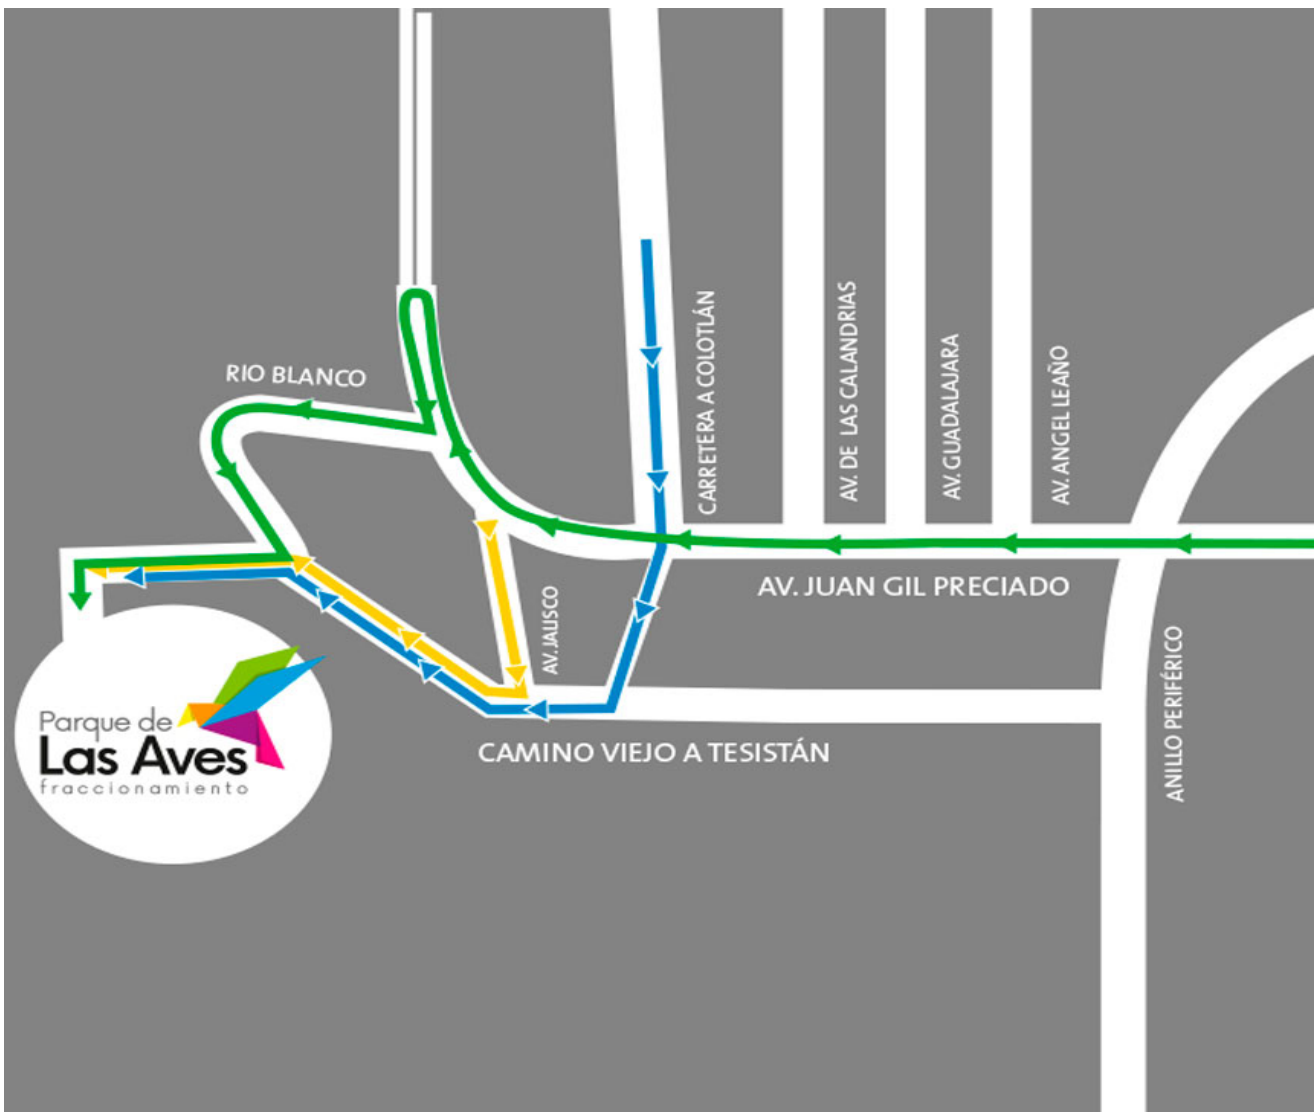 RIO BLANCO
CARRETERA A COLOTLÁN
AV. DE LAS CALANDRIAS
AV. GUADALAJARA
AV. ANGEL LEAÑO
AV. JUAN GIL PRECIADO
AV. JALISCO
ANILLO PERIFÉRICO
Parque de
Las Aves
fraccionamiento
CAMINO VIEJO A TESISTÁN